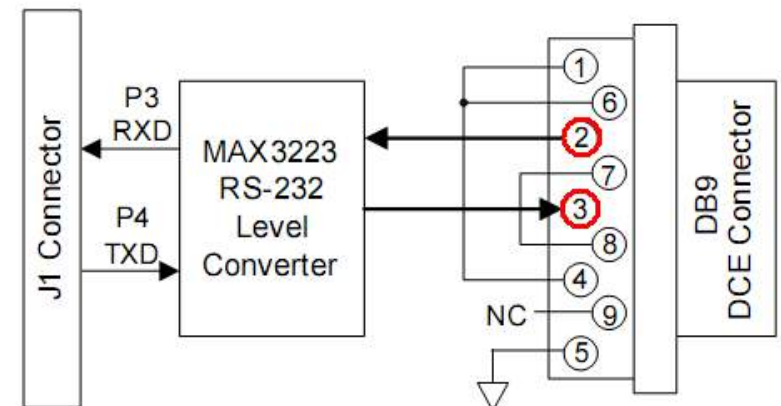 J1 Connector
P3
RXD
P4
TXD
MAX3223
RS-232
Level
Converter
1
6
2
7
3
8
4
NC
9
5
DB9
DCE Connector